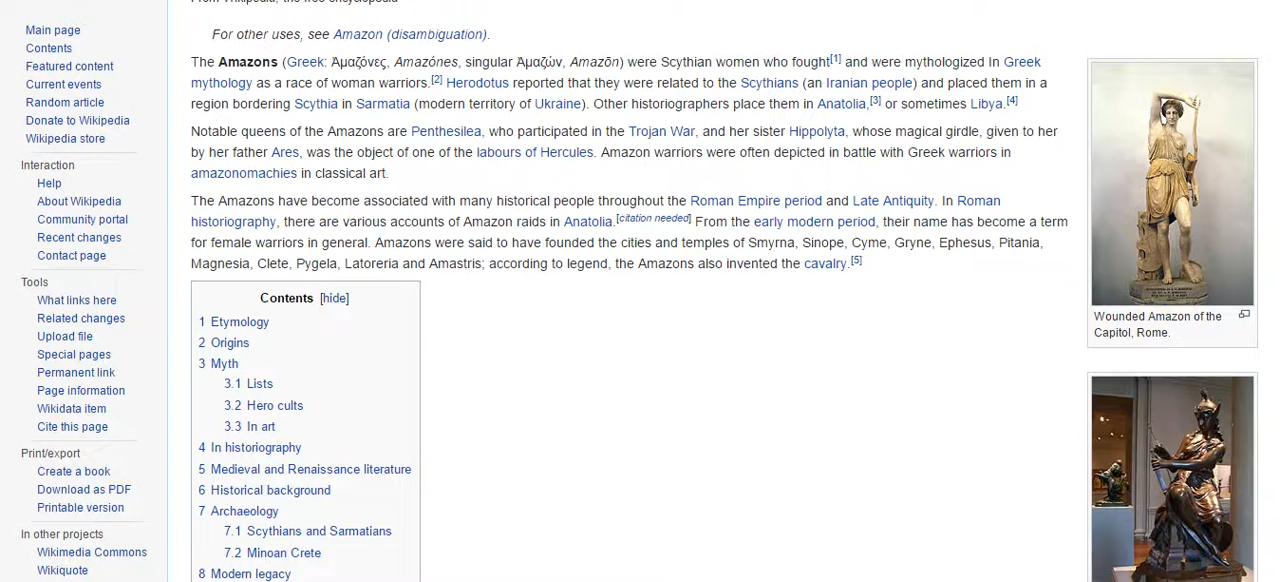 Main page
Contents
Featured content
Current events
Random article
Donate to Wikipedia
Wikipedia store
Interaction
Help
About Wikipedia
Community portal
Recent changes
Contact page
Tools
What links here
Related changes
Upload file
Special pages
Permanent link
Page information
Wikidata item
Cite this page
Print/export
Create a book
Download as PDF
Printable version
In other projects
Wikimedia Commons
Wikiquote
For other uses, see Amazon (disambiguation).
The Amazons (Greek: Ἀμαζόνες, Amazónes, singular Ἀμαζών, Amazōn) were Scythian women who fought[1] and were mythologized In Greek
mythology as a race of woman warriors.[2] Herodotus reported that they were related to the Scythians (an Iranian people) and placed them in a
region bordering Scythia in Sarmatia (modern territory of Ukraine). Other historiographers place them in Anatolia,[3] or sometimes Libya.[4]
Notable queens of the Amazons are Penthesilea, who participated in the Trojan War, and her sister Hippolyta, whose magical girdle, given to her
by her father Ares, was the object of one of the labours of Hercules. Amazon warriors were often depicted in battle with Greek warriors in
amazonomachies in classical art.
The Amazons have become associated with many historical people throughout the Roman Empire period and Late Antiquity. In Roman
historiography, there are various accounts of Amazon raids in Anatolia.[citation needed] From the early modern period, their name has become a term
for female warriors in general. Amazons were said to have founded the cities and temples of Smyrna, Sinope, Cyme, Gryne, Ephesus, Pitania,
Magnesia, Clete, Pygela, Latoreria and Amastris; according to legend, the Amazons also invented the cavalry.[5]
Contents [hide]
1 Etymology
2 Origins
3 Myth
3.1 Lists
3.2 Hero cults
3.3 In art
4 In historiography
5 Medieval and Renaissance literature
6 Historical background
7 Archaeology
7.1 Scythians and Sarmatians
7.2 Minoan Crete
8 Modern legacy
Wounded Amazon of the
Capitol, Rome.